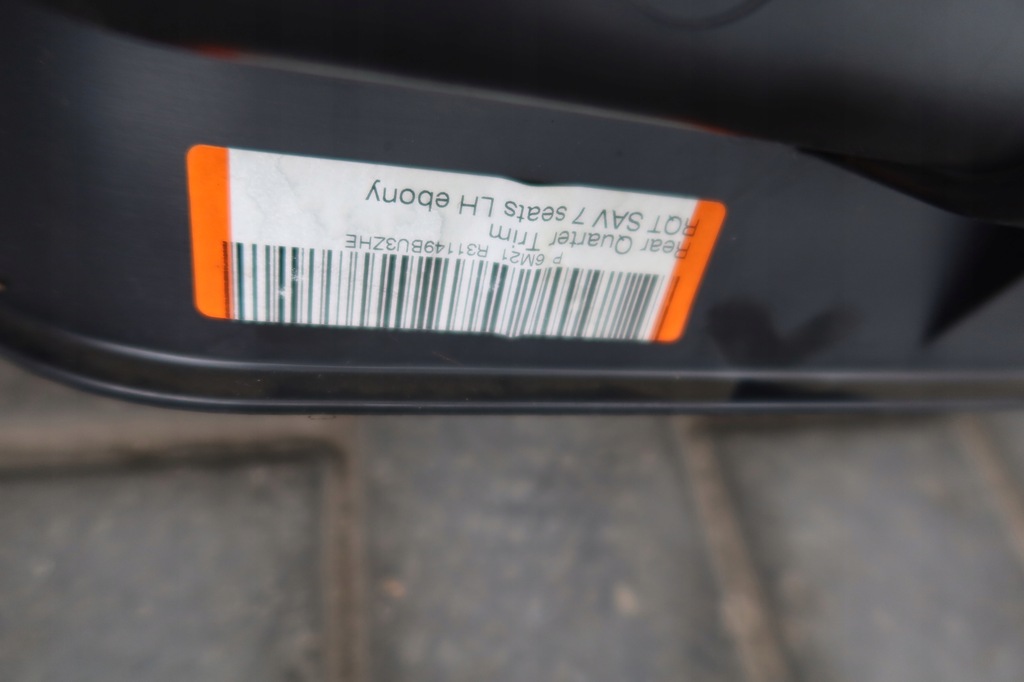 P 6M21 R31149BU3ZHE
Rear Quarter Trim
RQT SAV 7 seats LH ebony